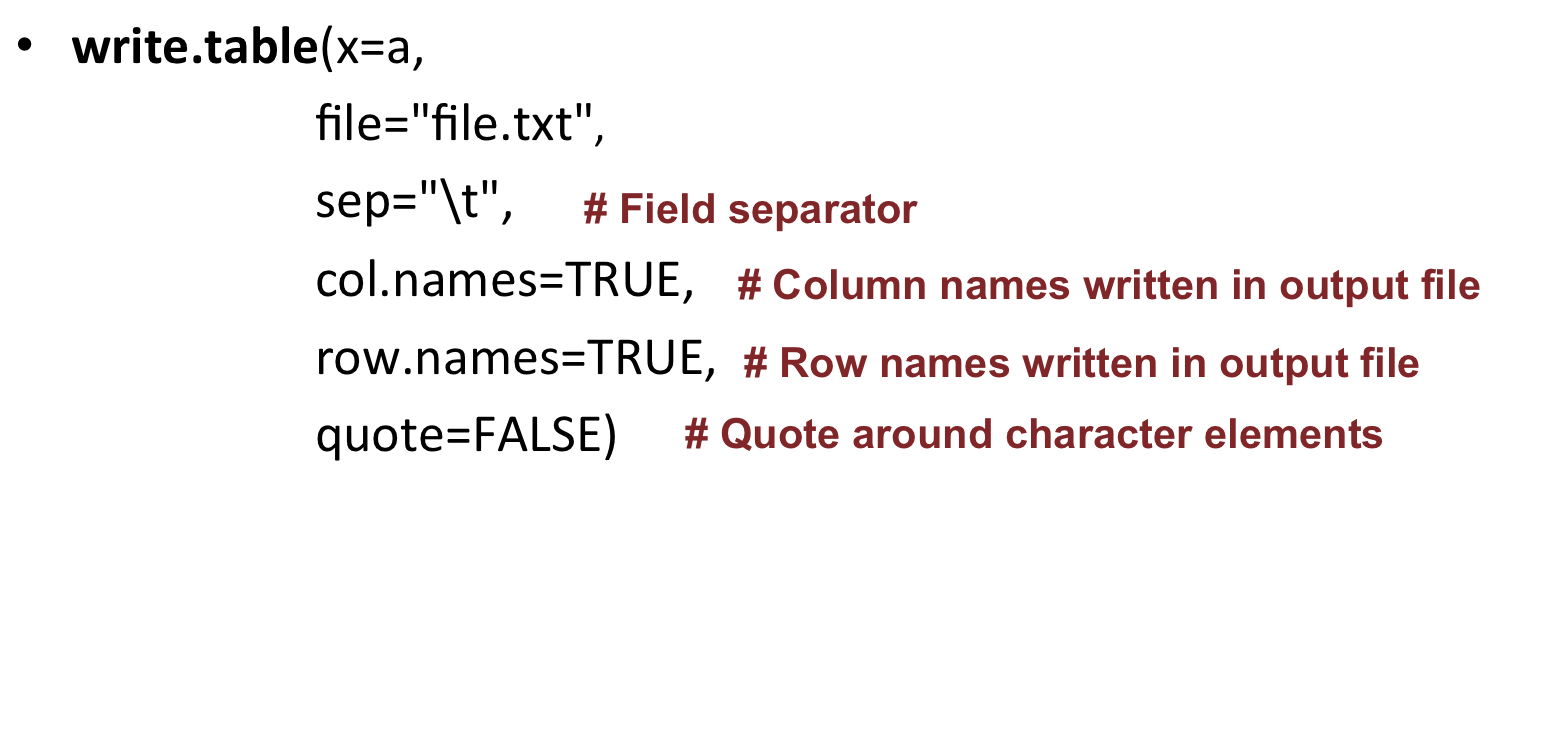 • write.table(x=a,
file="file.txt",
sep="\t", # Field separator
col.names=TRUE, # Column names written in output file
row.names=TRUE, # Row names written in output file
quote=FALSE) # Quote around character elements